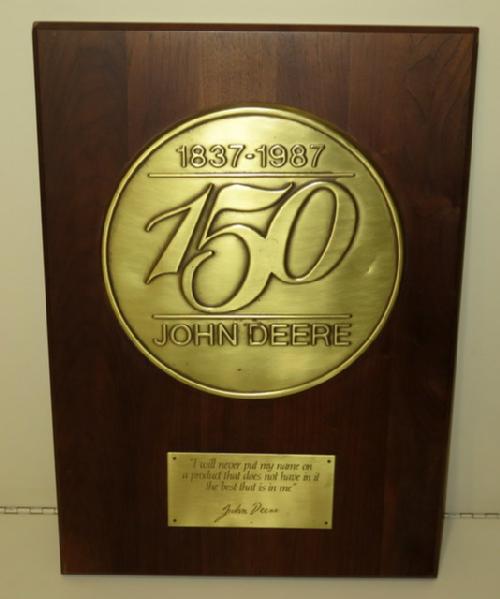 1837-1987
150
JOHN DEERE
"I will never put my name on
a product that does not have in it
the best that is in me"
John Deere